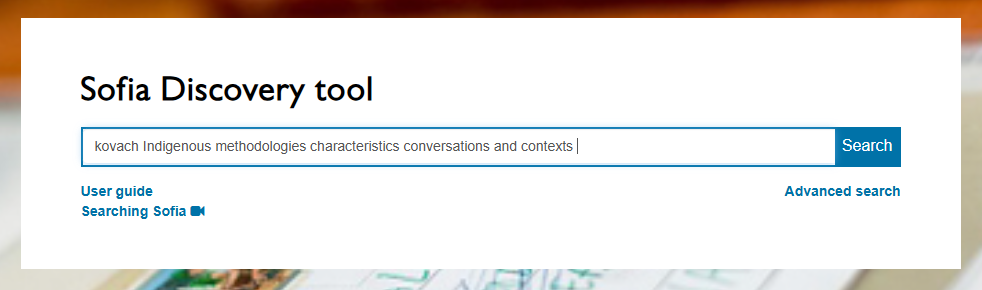 Sofia Discovery tool
kovach Indigenous methodologies characteristics conversations and contexts
Search
User guide
Advanced search
Searching Sofia